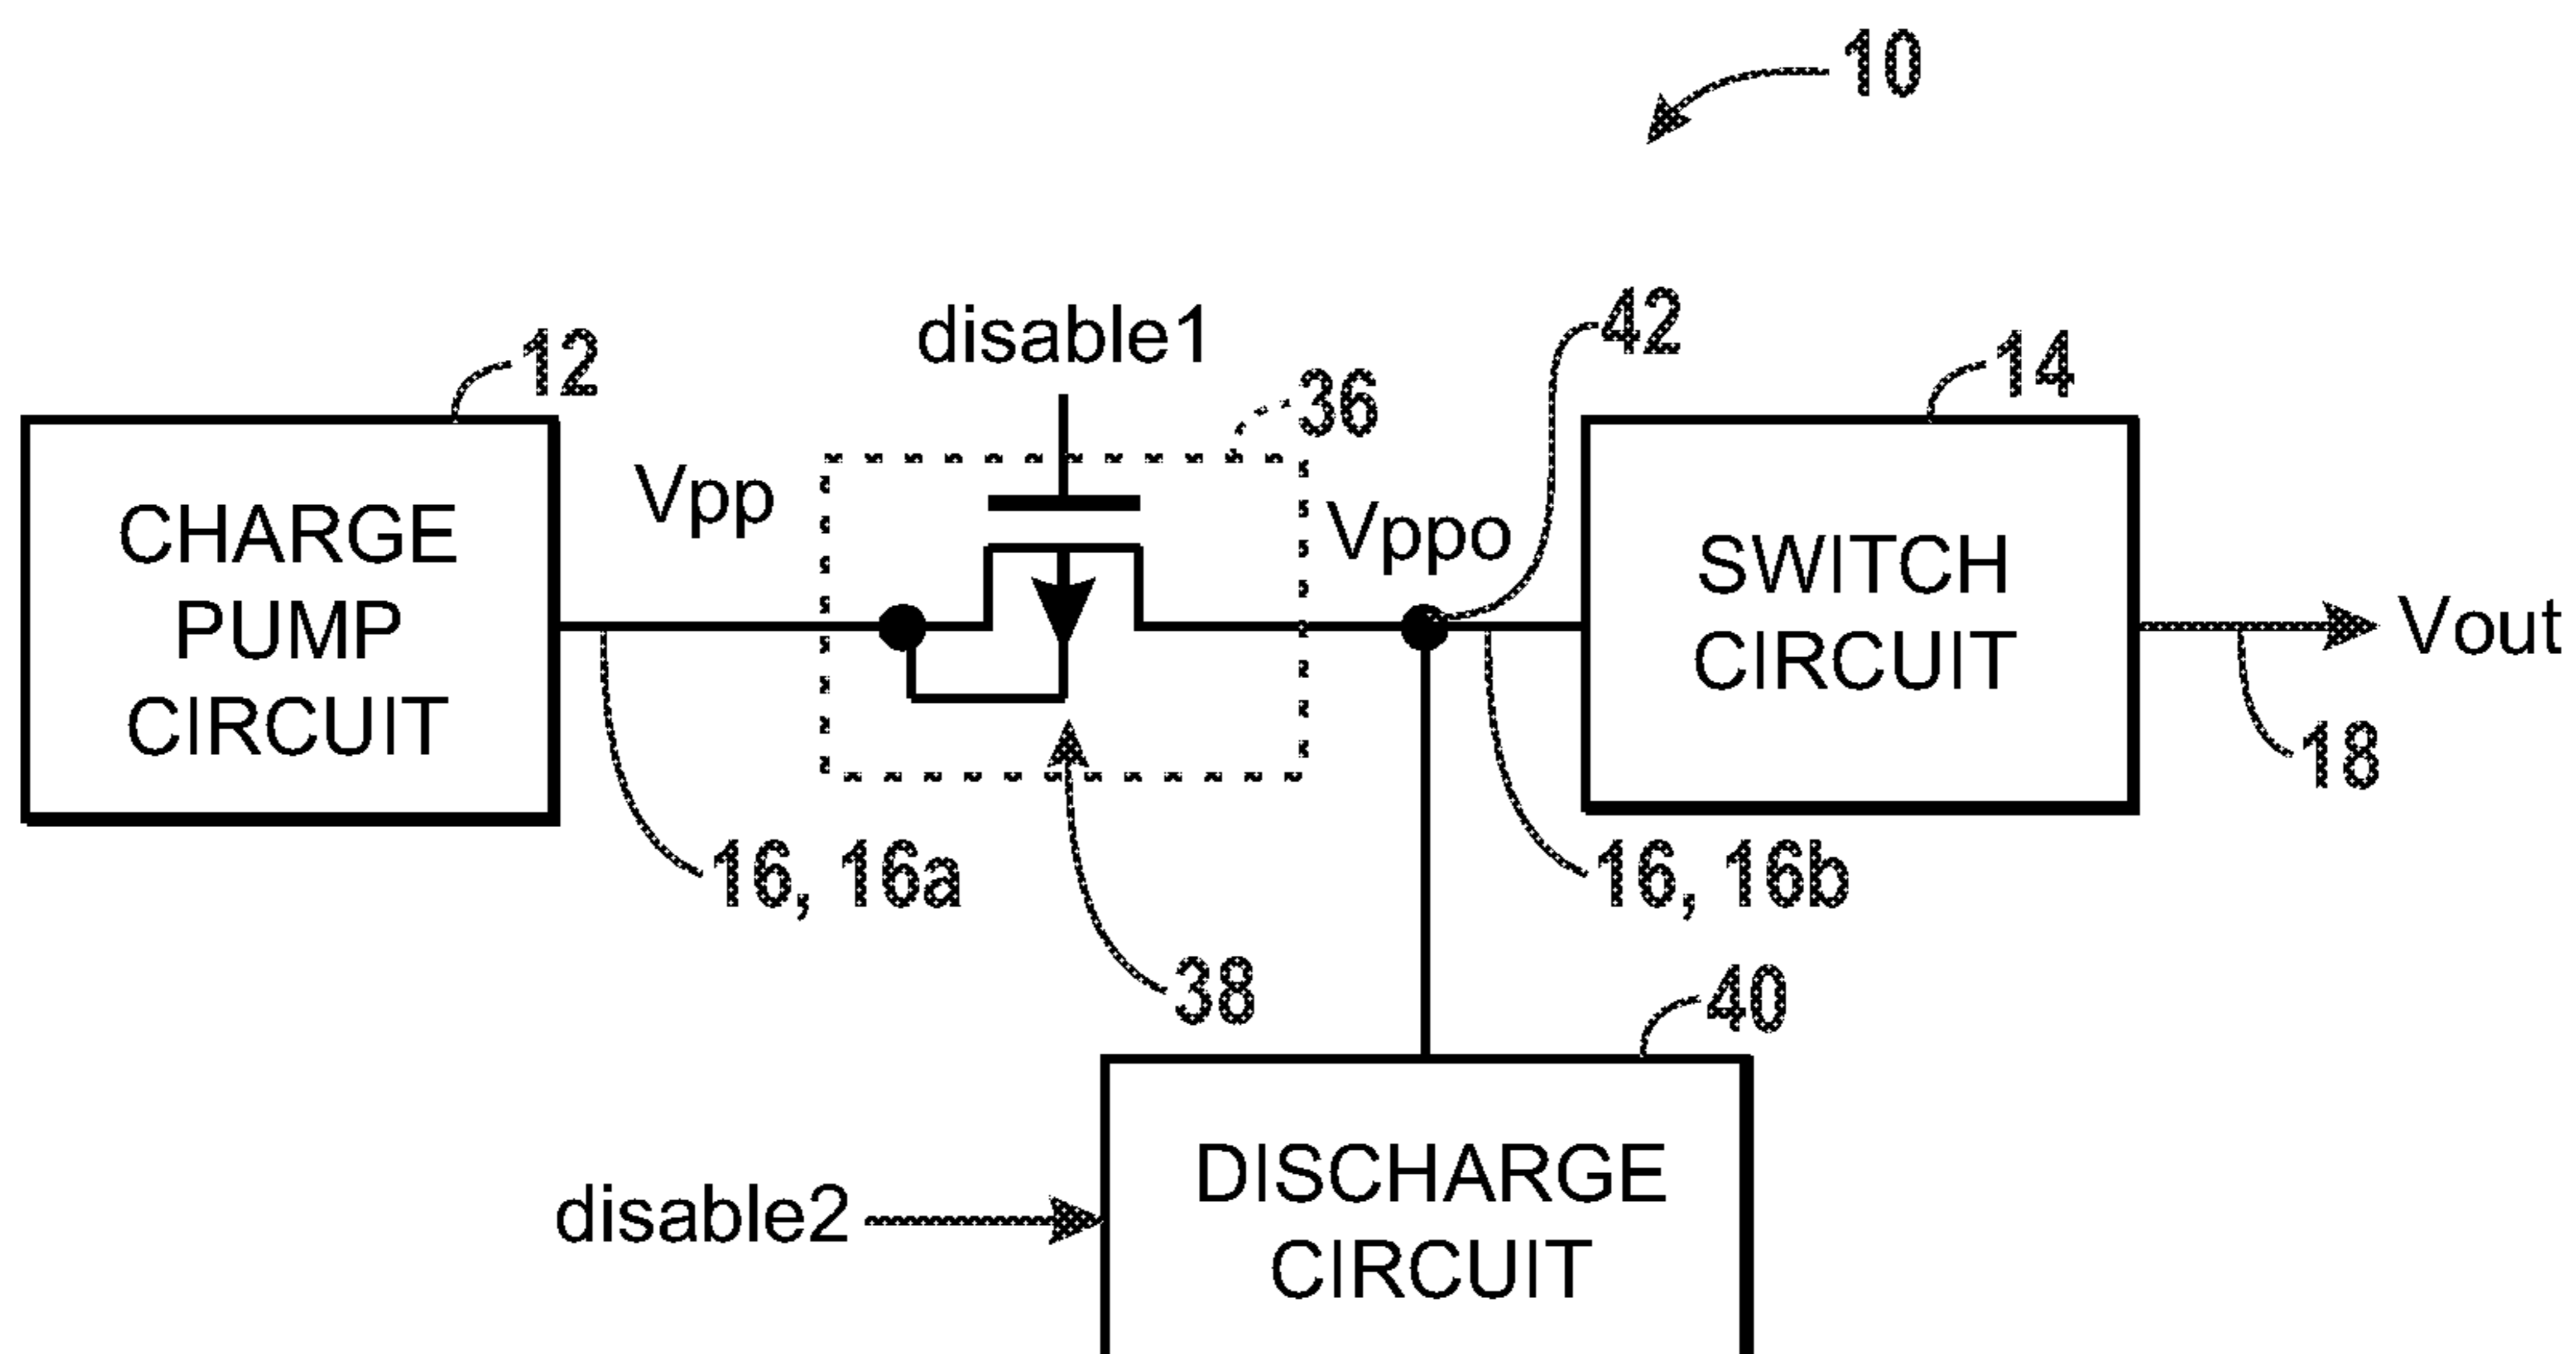 10
disable1
12
42
36
14
Vpp
Vppo
CHARGE
PUMP
CIRCUIT
SWITCH
CIRCUIT
Vout
18
16, 16a
16, 16b
38
40
disable2
DISCHARGE
CIRCUIT